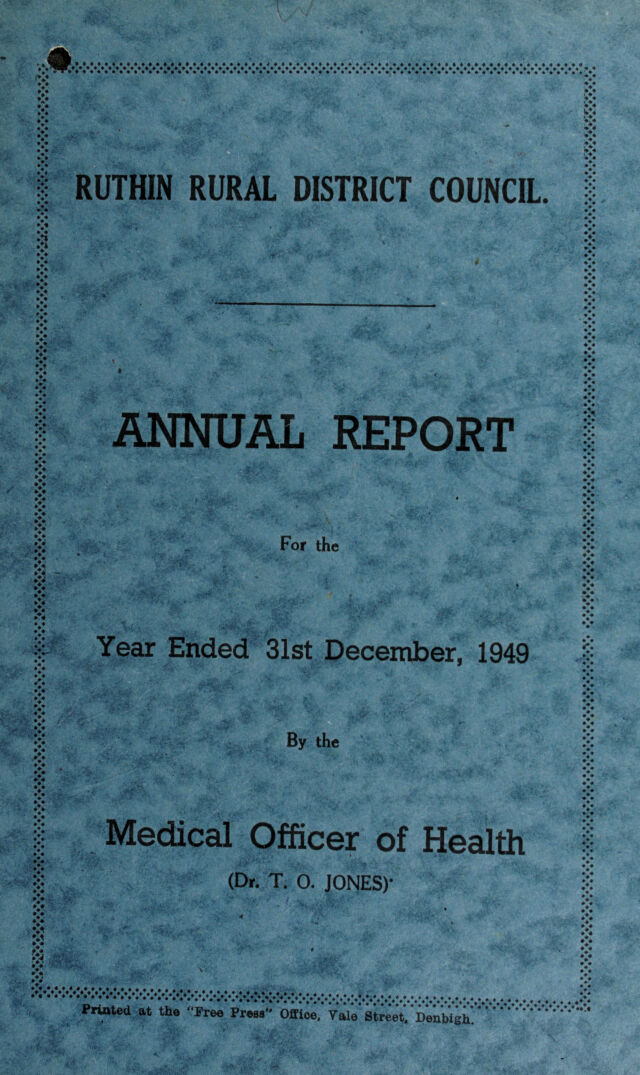 RUTHIN RURAL DISTRICT COUNCIL.
ANNUAL REPORT
For the
Year Ended 31st December, 1949
By the
Medical Officer of Health
(Dr. T. O. JONES)·
Printed at the "Free Press" Office, Vale Street, Denbigh.